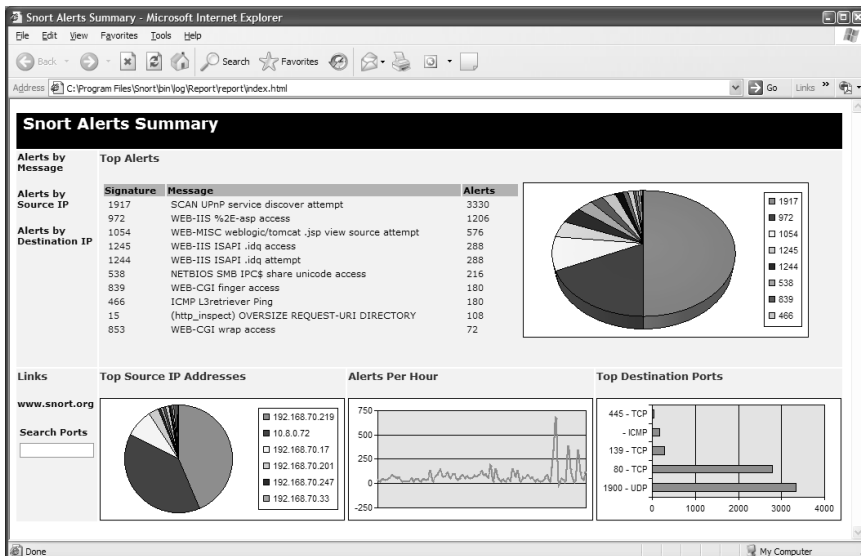 Snort Alerts Summary - Microsoft Internet Explorer
File Edit View Favorites Tools Help
Back Search Favorites
Address C:\Program Files\Snort\bin\log\Report\report\index.html Go Links »
Snort Alerts Summary
Alerts by
Message
Alerts by
Source IP
Alerts by
Destination IP
Top Alerts
Signature Message Alerts
1917 SCAN UPnP service discover attempt 3330
972 WEB-IIS %2E-asp access 1206
1054 WEB-MISC weblogic/tomcat .jsp view source attempt 576
1245 WEB-IIS ISAPI .idq access 288
1244 WEB-IIS ISAPI .idq attempt 288
538 NETBIOS SMB IPC$ share unicode access 216
839 WEB-CGI finger access 180
466 ICMP L3retriever Ping 180
15 (http_inspect) OVERSIZE REQUEST-URI DIRECTORY 108
853 WEB-CGI wrap access 72
1917
972
1054
1245
1244
538
839
466
Links
www.snort.org
Search Ports
Top Source IP Addresses
192.168.70.219
10.8.0.72
192.168.70.17
192.168.70.201
192.168.70.247
192.168.70.33
Alerts Per Hour
750
500
250
0
-250
Top Destination Ports
445 - TCP
- ICMP
139 - TCP
80 - TCP
1900 - UDP
0 1000 2000 3000 4000
Done My Computer